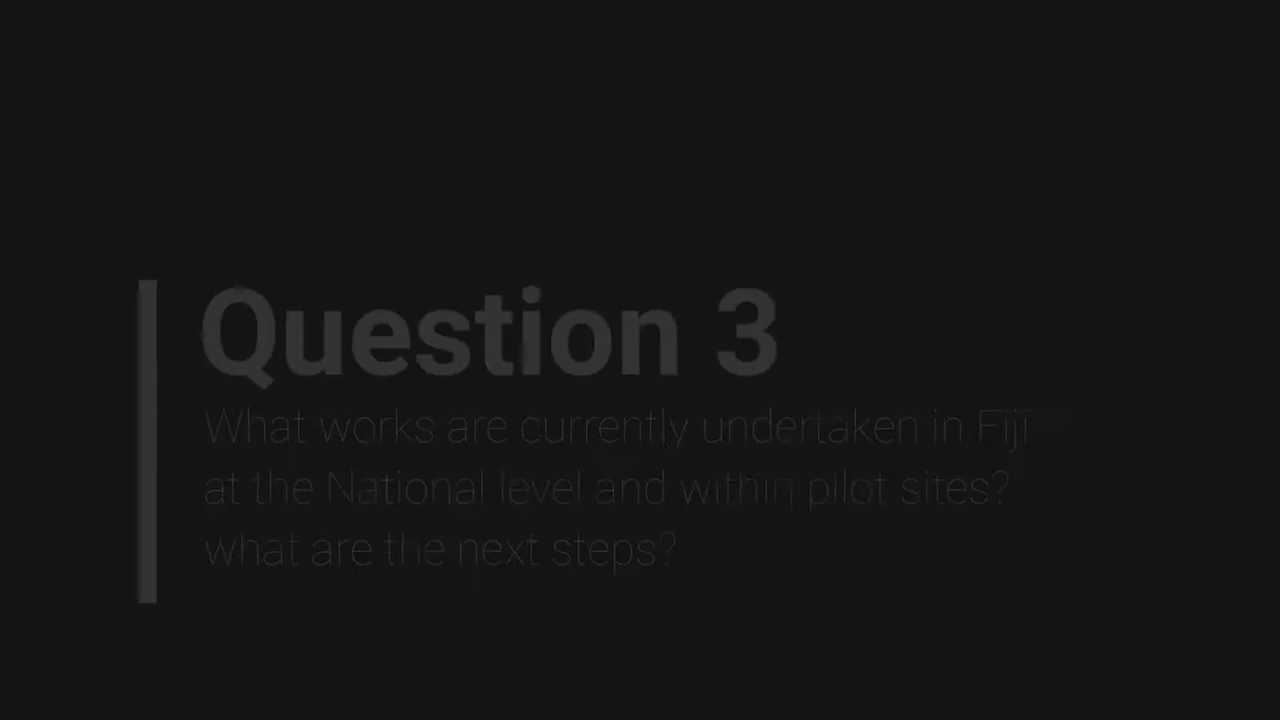 Question 3
What works are currently undertaken in Fiji
at the National level and within pilot sites?
what are the next steps?